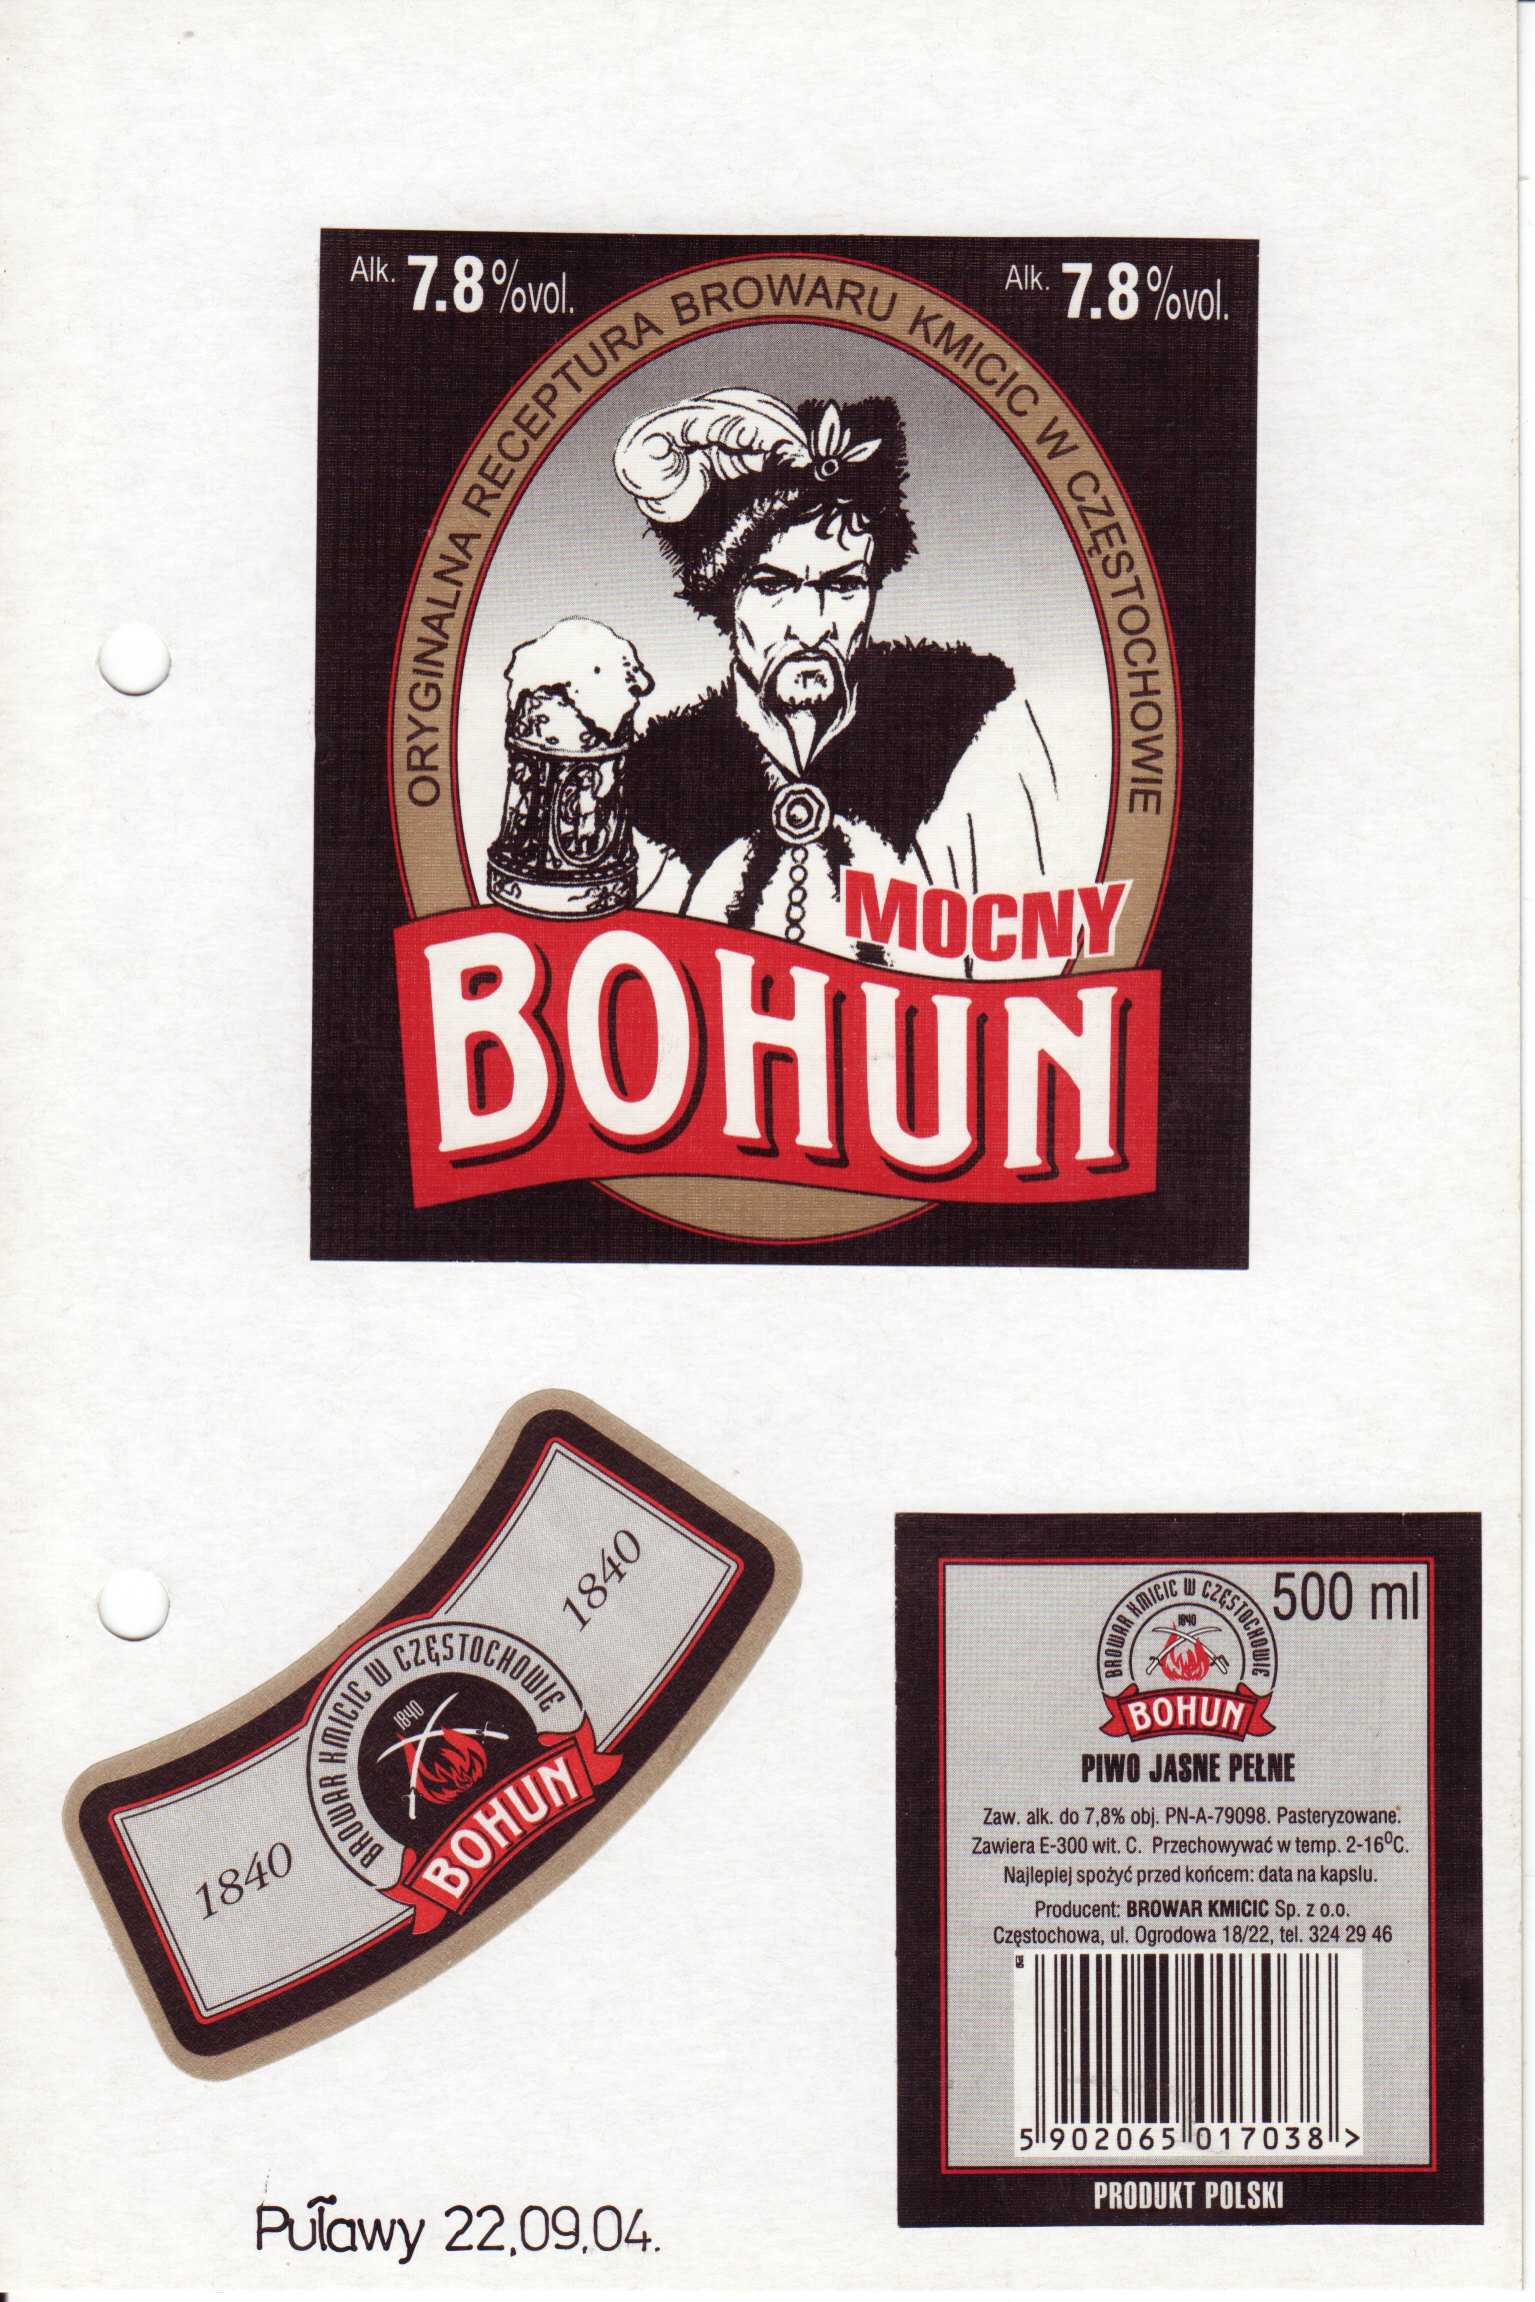 Alk. 7.8 %vol.
Alk. 7.8 %vol.
ORYGINALNA RECEPTURA BROWARU KMICIC W CZĘSTOCHOWIE
MOCNY
BOHUN
1840
BROWAR KMICIC W CZĘSTOCHOWIE
1840
BOHUN
1840
500 ml
BROWAR KMICIC W CZĘSTOCHOWIE
1840
BOHUN
PIWO JASNE PEŁNE
Zaw. alk. do 7,8% obj. PN-A-79098. Pasteryzowane.
Zawiera E-300 wit. C. Przechowywać w temp. 2-16⁰C.
Najlepiej spożyć przed końcem: data na kapslu.
Producent: BROWAR KMICIC Sp. z o.o.
Częstochowa, ul. Ogrodowa 18/22, tel. 324 29 46
5 902065 017038 >
PRODUKT POLSKI
Puławy 22.09.04.